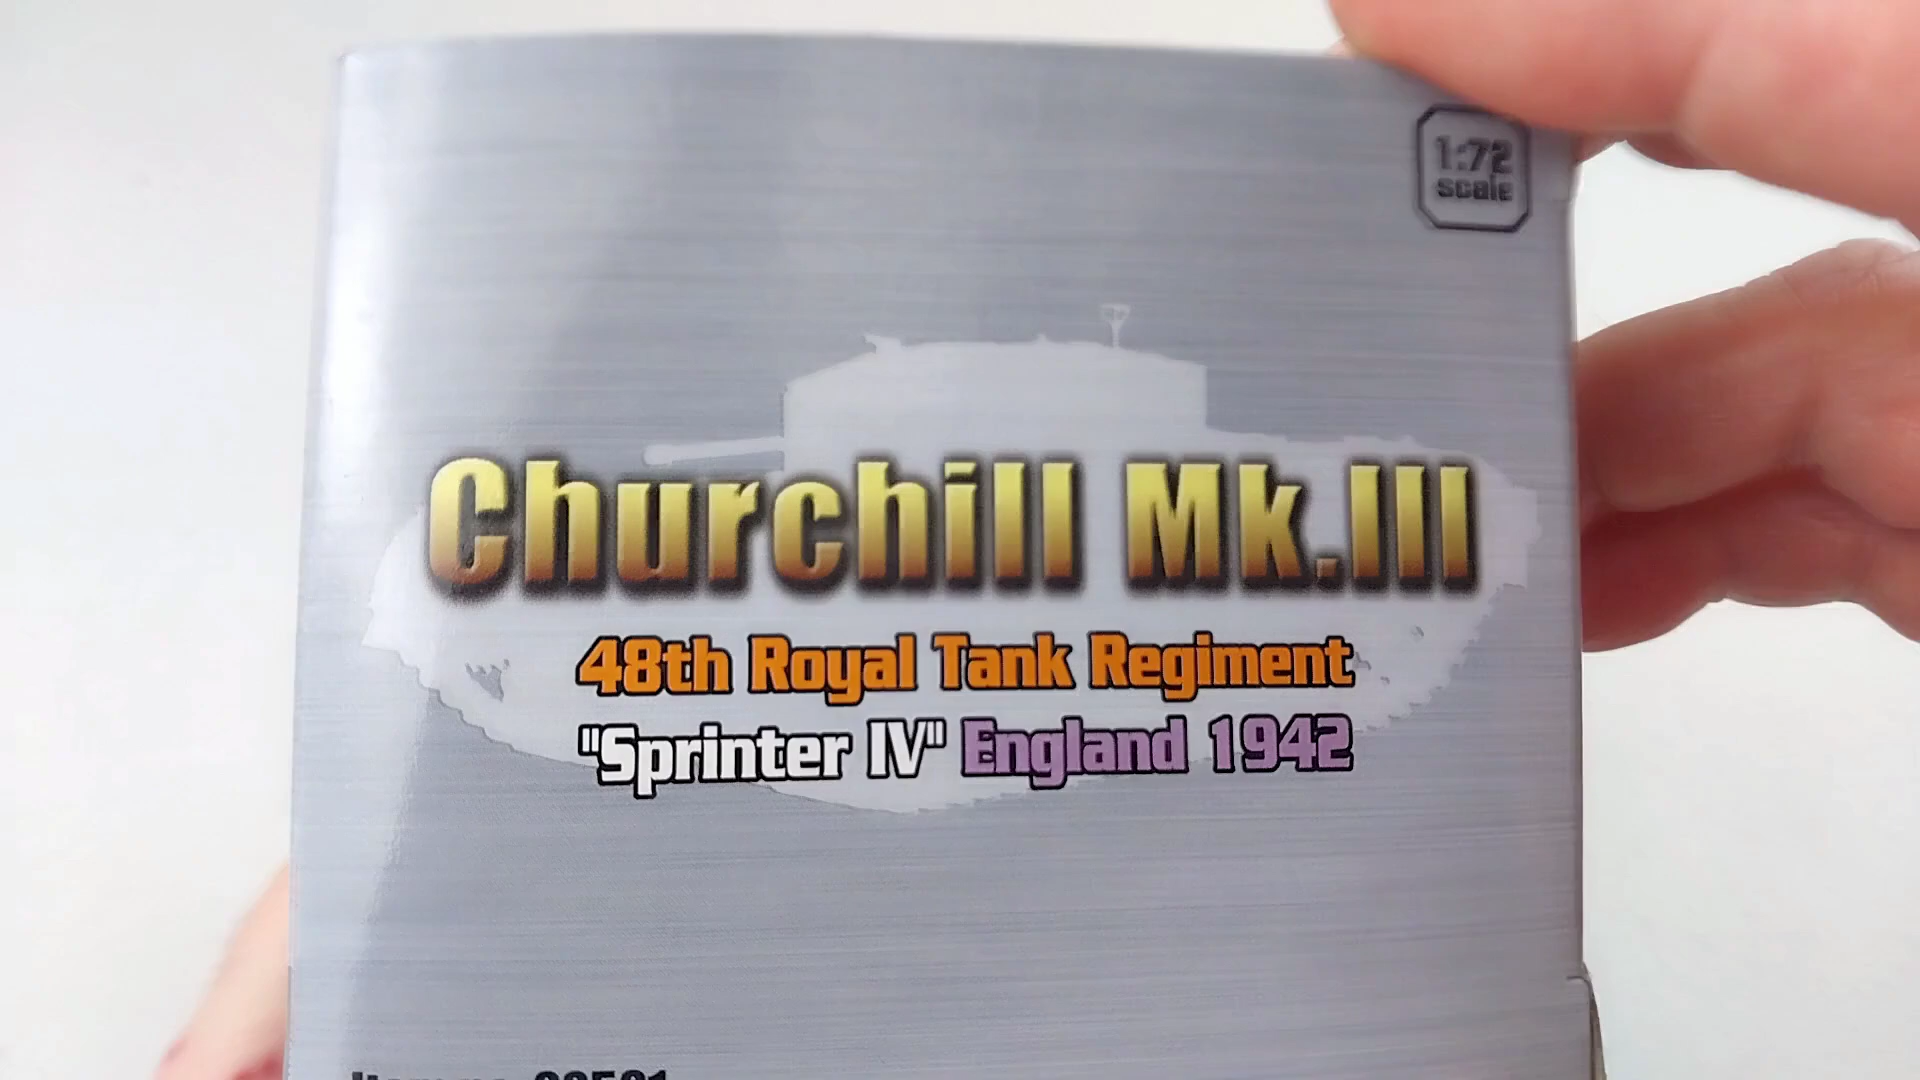 1:72
scale
Churchill Mk.III
48th Royal Tank Regiment
"Sprinter IV" England 1942